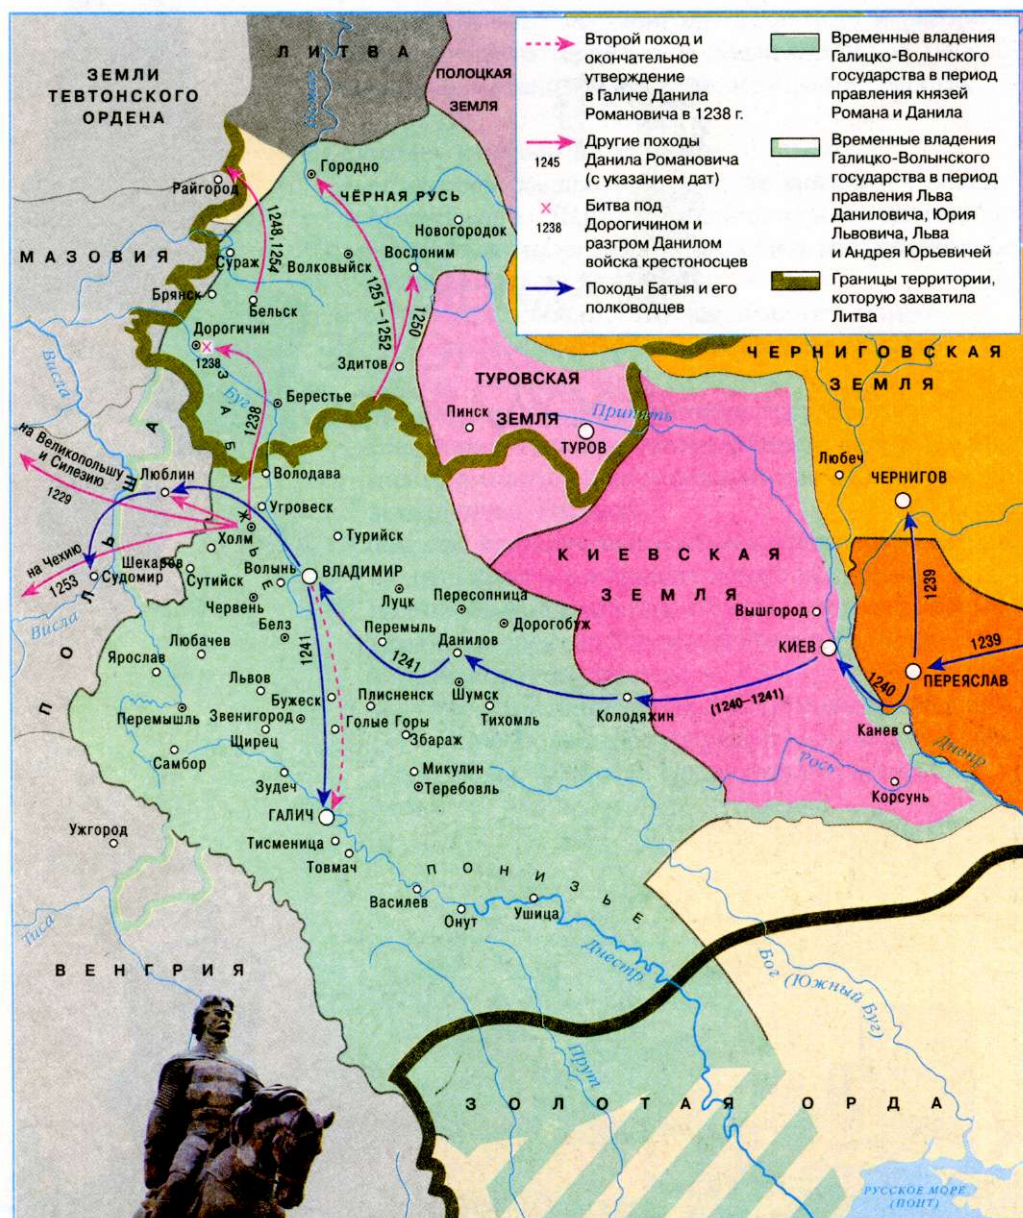 ЛИТВА
ЗЕМЛИ
ТЕВТОНСКОГО
ОРДЕНА
ПОЛОЦКАЯ
ЗЕМЛЯ
Второй поход и
окончательное
утверждение
в Галиче Данила
Романовича в 1238 г.
Другие походы
1245
Данила Романовича
(с указанием дат)
Битва под
1238
Дорогичином и
разгром Данилом
войска крестоносцев
Походы Батыя и его
полководцев
Временные владения
Галицко-Волынского
государства в период
правления князей
Романа и Данила
Временные владения
Галицко-Волынского
государства в период
правления Льва
Даниловича, Юрия
Львовича, Льва
и Андрея Юрьевичей
Границы территории,
которую захватила
Литва
Городно
Райгород
ЧЁРНАЯ РУСЬ
Новогородок
1248, 1254
МАЗОВИЯ
Сураж
Волковыйск
Вослоним
Брянск
Бельск
1251–1252
1250
Дорогичин
1238
Здитов
ЧЕРНИГОВСКАЯ
ЗЕМЛЯ
ТУРОВСКАЯ
ЗЕМЛЯ
Висла
Буг
Берестье
1238
Пинск
ТУРОВ
Припять
ЗАБУЖЬЕ
на Великопольшу
и Силезию
1229
Люблин
Володава
Любеч
ЧЕРНИГОВ
Угровеск
Холм
Турийск
КИЕВСКАЯ
ЗЕМЛЯ
на Чехию
1253
Шекарев
Судомир
Сутийск
Волынь
ВЛАДИМИР
1239
Висла
Червень
Луцк
Пересопница
Вышгород
ПОЛЬША
Белз
Перемыль
Дорогобуж
Любачев
1241
Данилов
КИЕВ
1239
Ярослав
1241
1240
ПЕРЕЯСЛАВ
Львов
Шумск
(1240–1241)
Бужеск
Плисненск
Тихомль
Колодяжин
Перемышль
Звенигород
Голые Горы
Канев
Щирец
Збараж
Днепр
Самбор
Рось
Зудеч
Микулин
Корсунь
Теребовль
ГАЛИЧ
Ужгород
Тисменица
Товмач
ПОНИЗЬЕ
Василев
Онут
Ушица
Тиса
ВЕНГРИЯ
Днестр
Бог (Южный Буг)
Прут
ЗОЛОТАЯ ОРДА
РУССКОЕ МОРЕ
(ПОНТ)